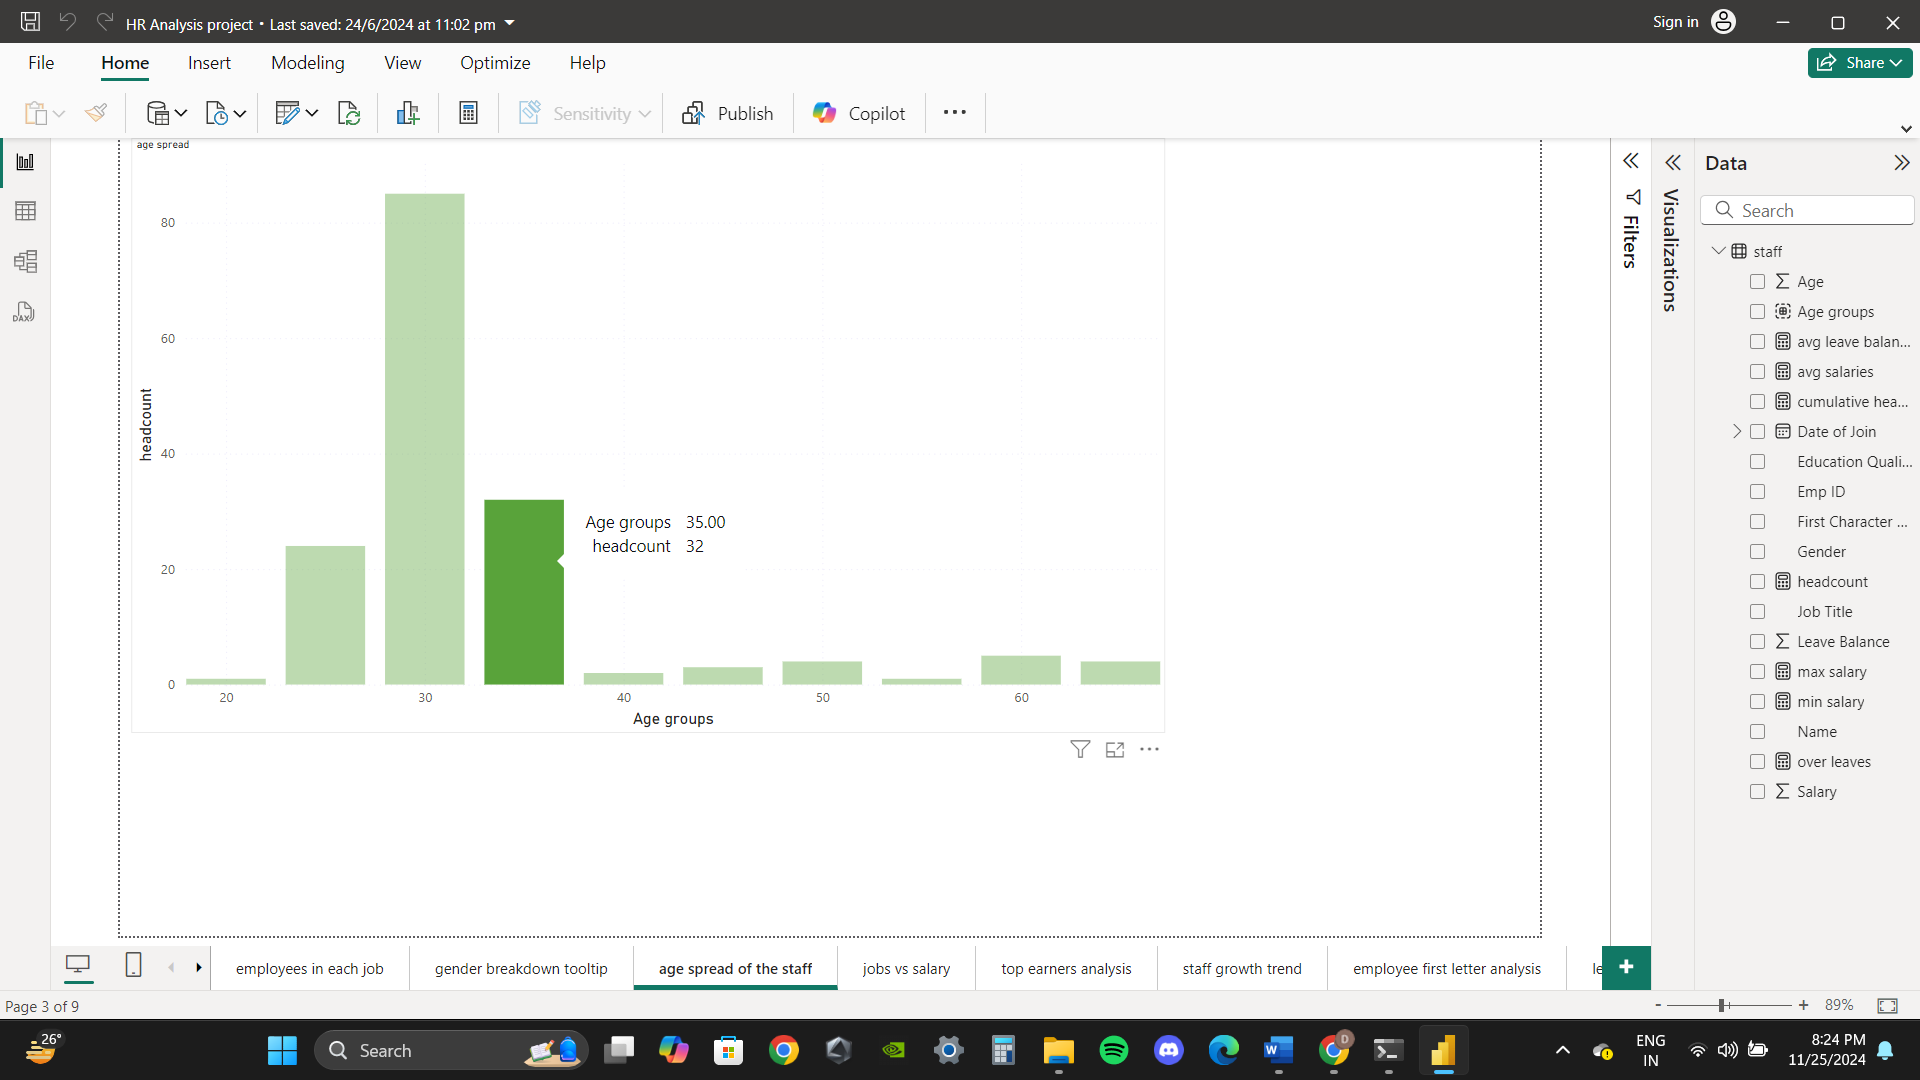 HR Analysis project • Last saved: 24/6/2024 at 11:02 pm
Sign in
File
Home
Insert
Modeling
View
Optimize
Help
Share
Sensitivity
Publish
Copilot
age spread
80
60
40
20
0
headcount
Age groups 35.00
headcount 32
20
30
40
50
60
Age groups
DAX
Filters
Visualizations
Data
Search
staff
Age
Age groups
avg leave balan...
avg salaries
cumulative hea...
Date of Join
Education Quali...
Emp ID
First Character ...
Gender
headcount
Job Title
Leave Balance
max salary
min salary
Name
over leaves
Salary
employees in each job
gender breakdown tooltip
age spread of the staff
jobs vs salary
top earners analysis
staff growth trend
employee first letter analysis
le
Page 3 of 9
89%
26°
Search
ENG
IN
8:24 PM
11/25/2024